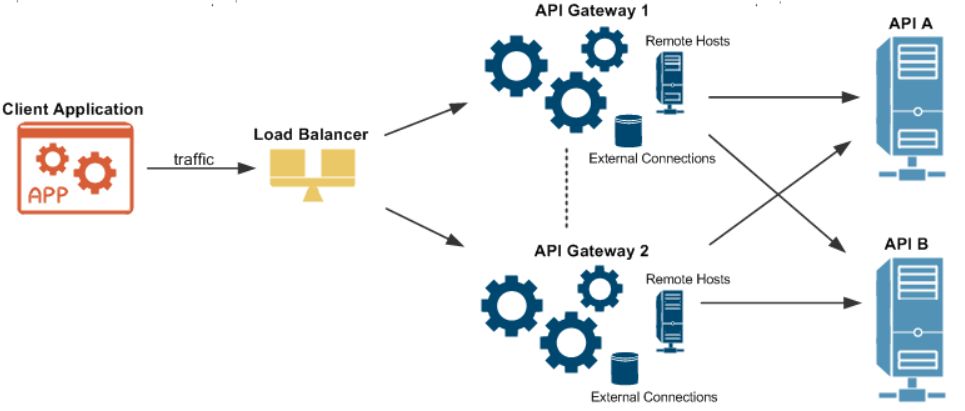 API Gateway 1
API A
Remote Hosts
Client Application
Load Balancer
traffic
APP
External Connections
API Gateway 2
API B
Remote Hosts
External Connections